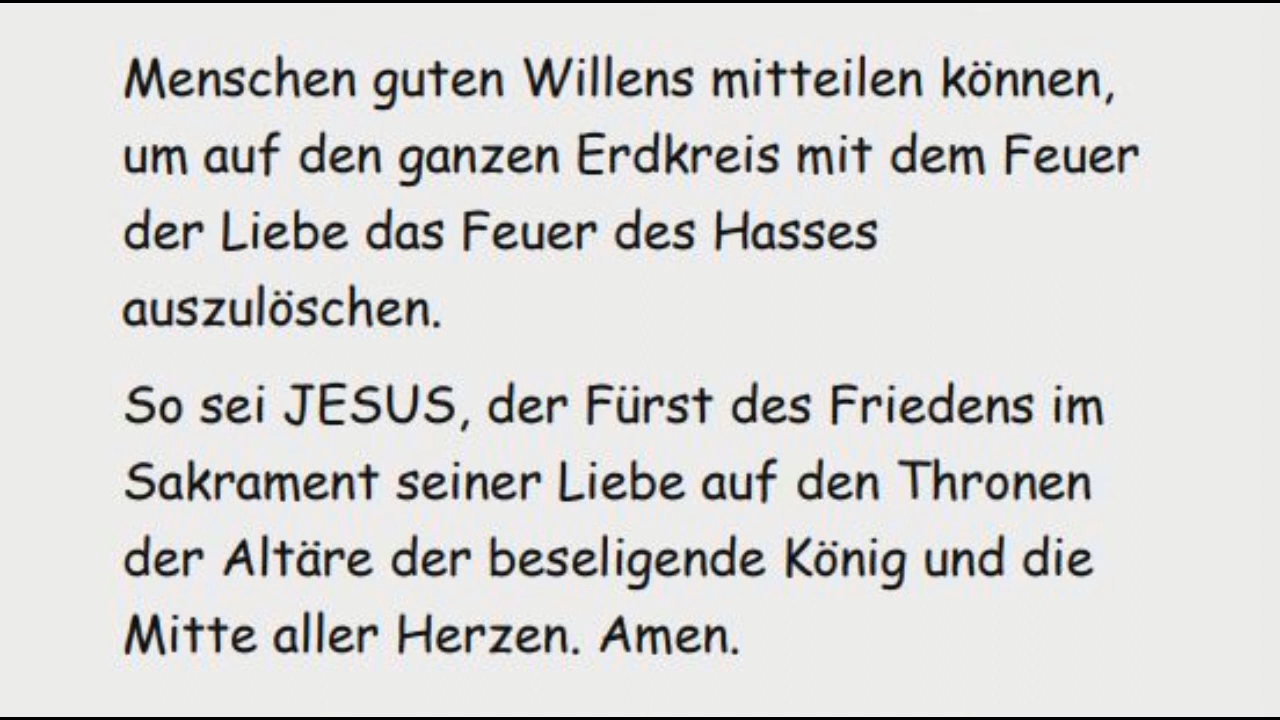 Menschen guten Willens mitteilen können,
um auf den ganzen Erdkreis mit dem Feuer
der Liebe das Feuer des Hasses
auszulöschen.
So sei JESUS, der Fürst des Friedens im
Sakrament seiner Liebe auf den Thronen
der Altäre der beseligende König und die
Mitte aller Herzen. Amen.